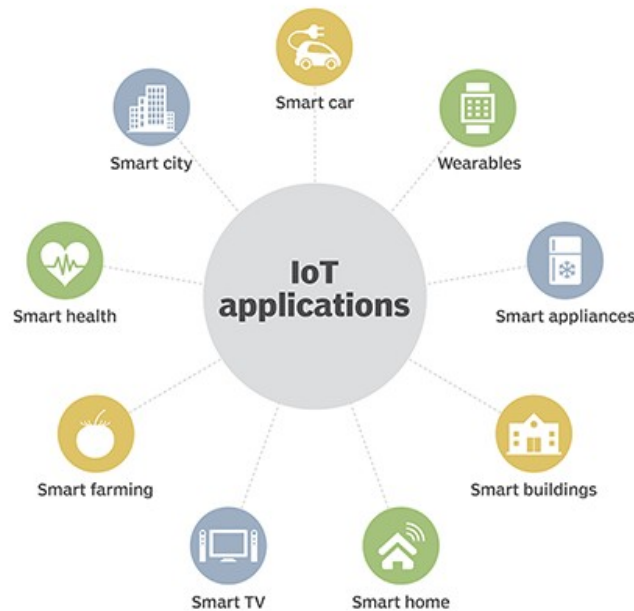 IoT
applications
Smart car
Wearables
Smart appliances
Smart buildings
Smart home
Smart TV
Smart farming
Smart health
Smart city